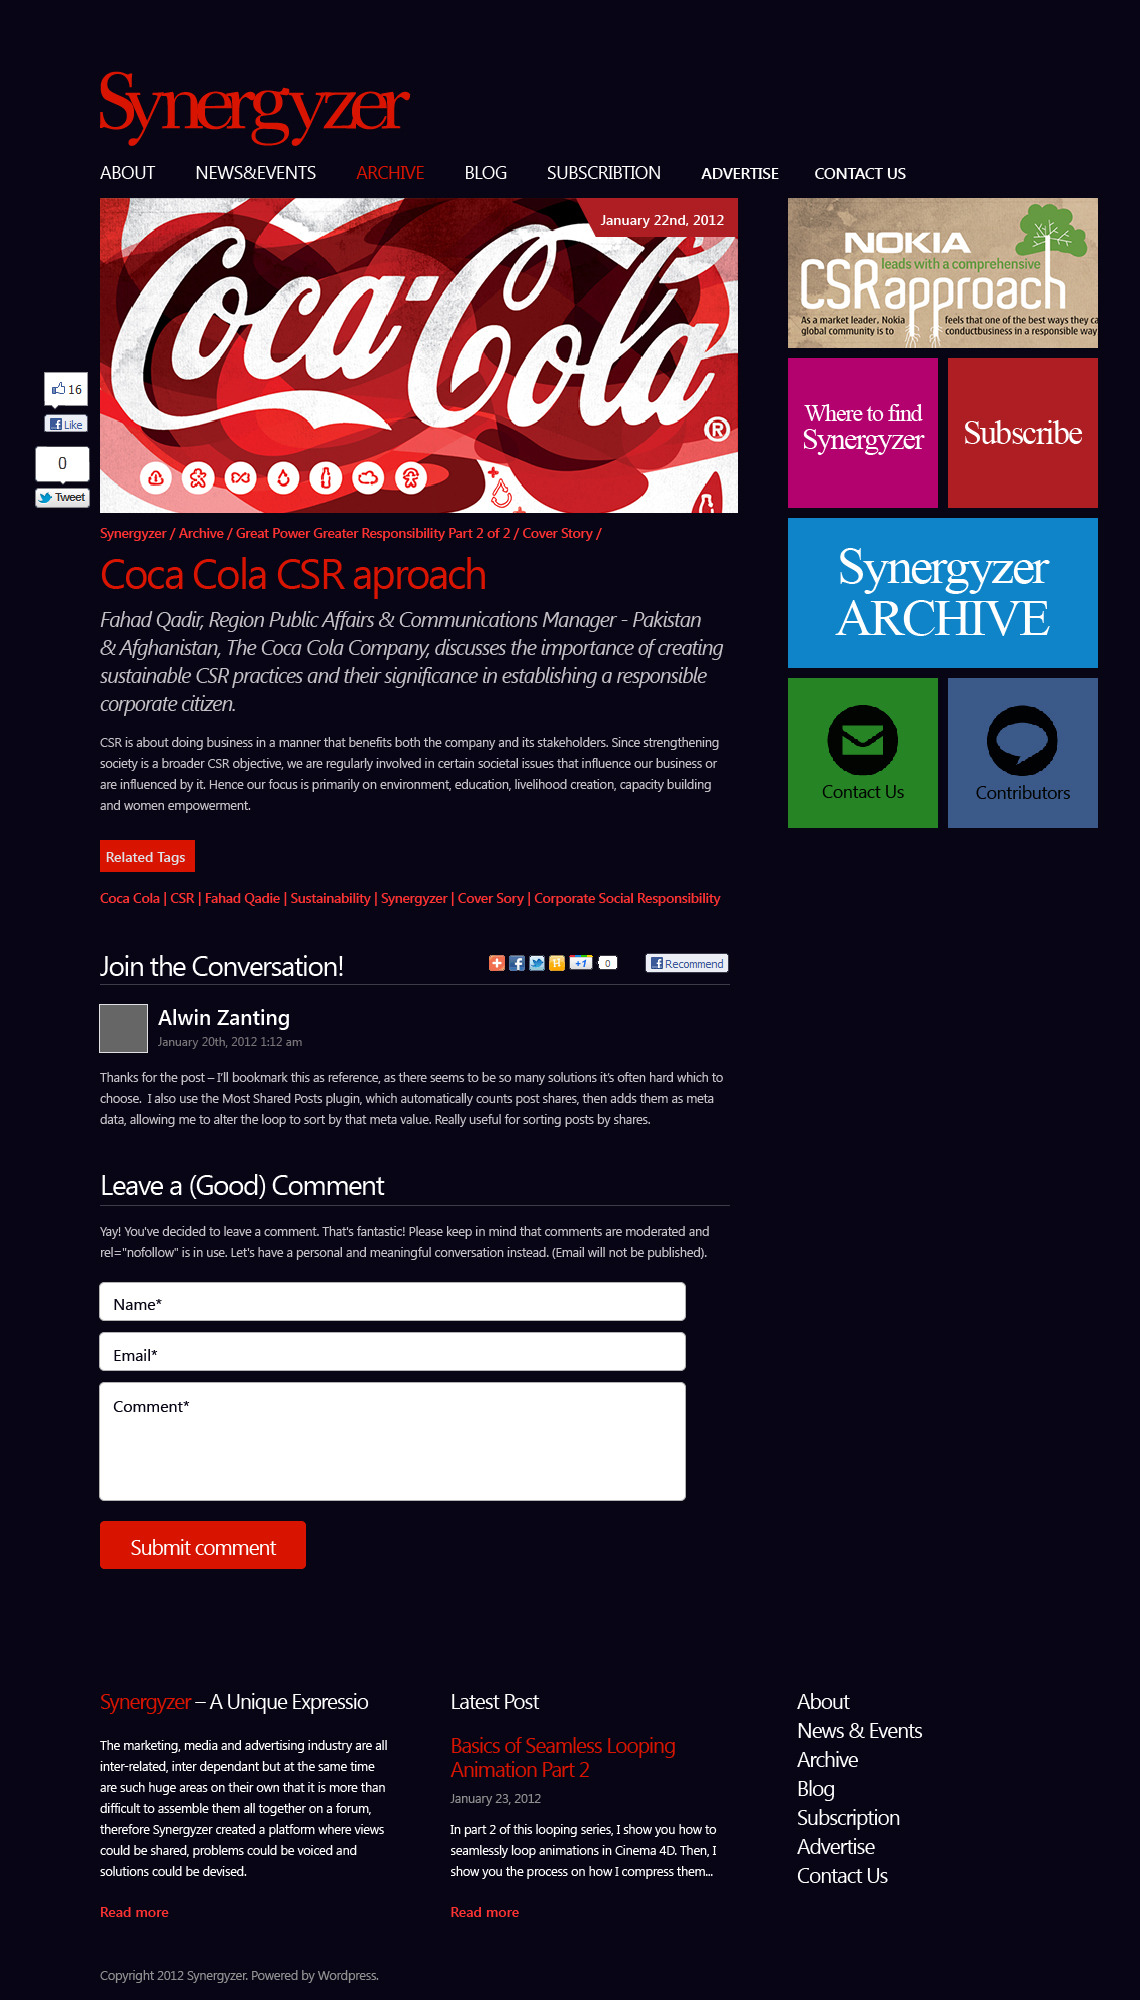 Synergyzer
ABOUT NEWS&EVENTS ARCHIVE BLOG SUBSCRIBTION ADVERTISE CONTACT US
January 22nd, 2012
Coca-Cola
®
16
Like
0
Tweet
Synergyzer / Archive / Great Power Greater Responsibility Part 2 of 2 / Cover Story /
Coca Cola CSR aproach
Fahad Qadir, Region Public Affairs & Communications Manager - Pakistan
& Afghanistan, The Coca Cola Company, discusses the importance of creating
sustainable CSR practices and their significance in establishing a responsible
corporate citizen.
CSR is about doing business in a manner that benefits both the company and its stakeholders. Since strengthening
society is a broader CSR objective, we are regularly involved in certain societal issues that influence our business or
are influenced by it. Hence our focus is primarily on environment, education, livelihood creation, capacity building
and women empowerment.
Related Tags
Coca Cola | CSR | Fahad Qadie | Sustainability | Synergyzer | Cover Sory | Corporate Social Responsibility
NOKIA
leads with a comprehensive
CSR approach
As a market leader, Nokia feels that one of the best ways they ca
global community is to conductbusiness in a responsible way
Where to find
Synergyzer
Subscribe
Synergyzer
ARCHIVE
Contact Us
Contributors
Join the Conversation!
+1 0 Recommend
Alwin Zanting
January 20th, 2012 1:12 am
Thanks for the post – I'll bookmark this as reference, as there seems to be so many solutions it's often hard which to
choose.  I also use the Most Shared Posts plugin, which automatically counts post shares, then adds them as meta
data, allowing me to alter the loop to sort by that meta value. Really useful for sorting posts by shares.
Leave a (Good) Comment
Yay! You've decided to leave a comment. That's fantastic! Please keep in mind that comments are moderated and
rel="nofollow" is in use. Let's have a personal and meaningful conversation instead. (Email will not be published).
Name*
Email*
Comment*
Submit comment
Synergyzer – A Unique Expressio
The marketing, media and advertising industry are all
inter-related, inter dependant but at the same time
are such huge areas on their own that it is more than
difficult to assemble them all together on a forum,
therefore Synergyzer created a platform where views
could be shared, problems could be voiced and
solutions could be devised.
Read more
Latest Post
Basics of Seamless Looping
Animation Part 2
January 23, 2012
In part 2 of this looping series, I show you how to
seamlessly loop animations in Cinema 4D. Then, I
show you the process on how I compress them...
Read more
About
News & Events
Archive
Blog
Subscription
Advertise
Contact Us
Copyright 2012 Synergyzer. Powered by Wordpress.